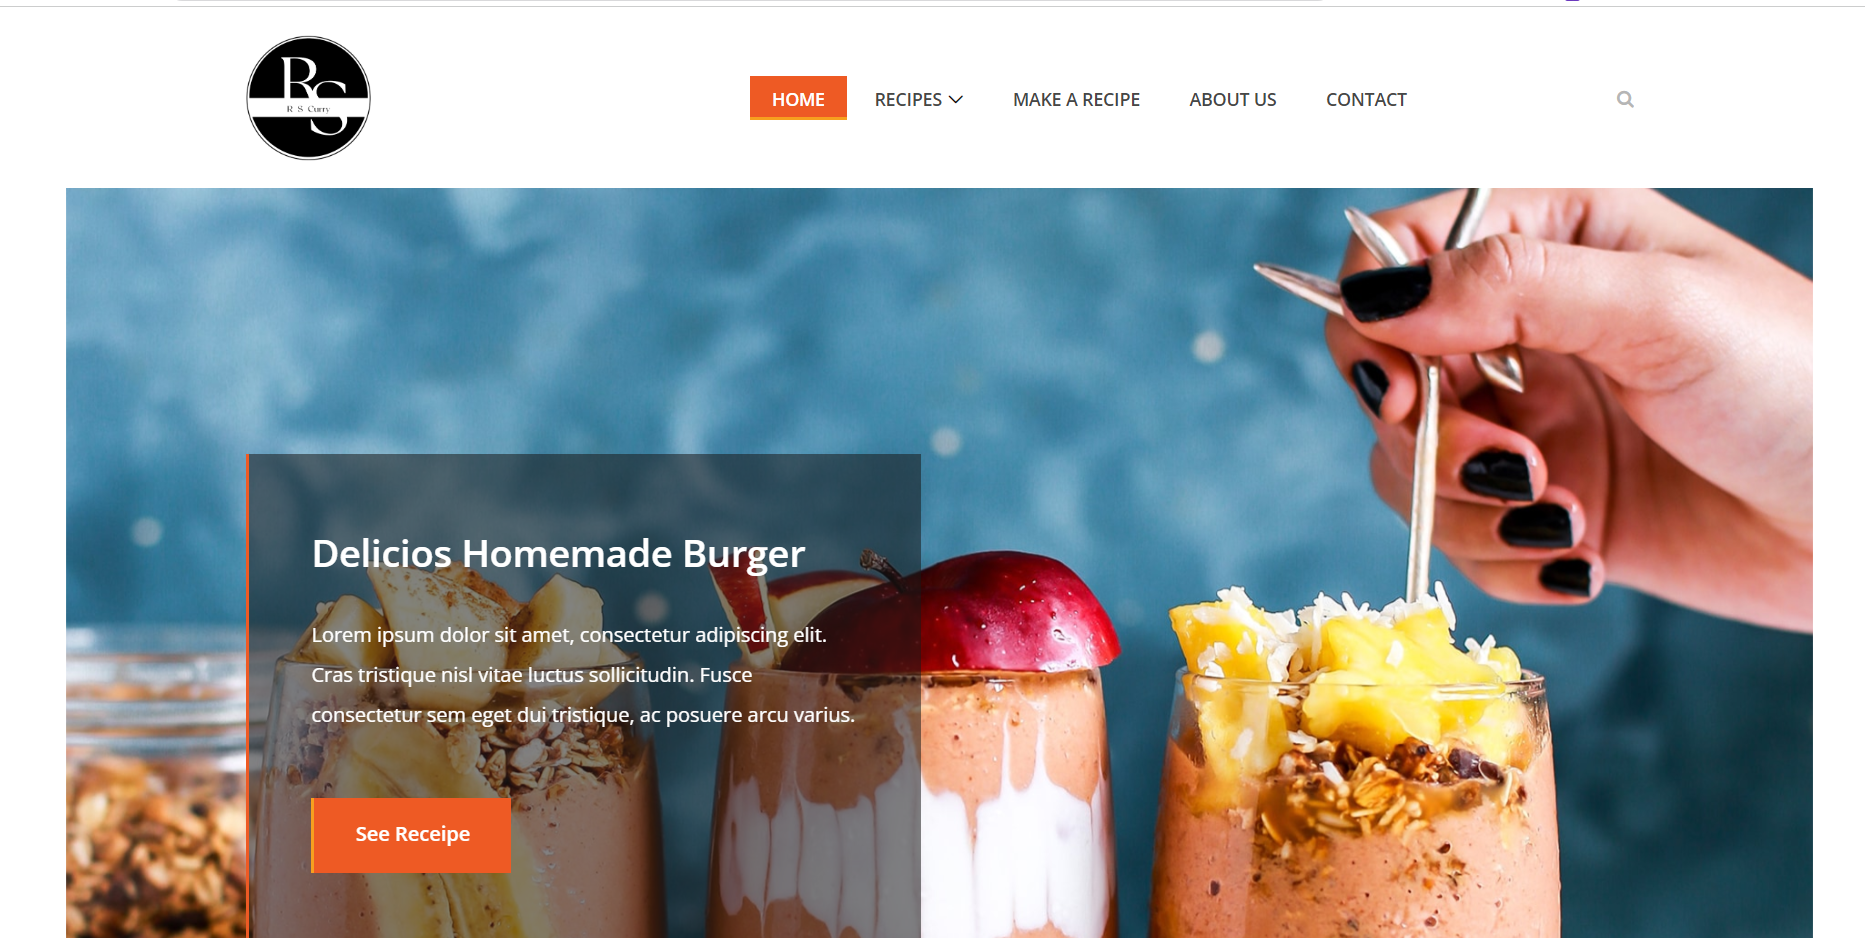 RS
R S Curry
HOME
RECIPES
MAKE A RECIPE
ABOUT US
CONTACT
Delicios Homemade Burger
Lorem ipsum dolor sit amet, consectetur adipiscing elit.
Cras tristique nisl vitae luctus sollicitudin. Fusce
consectetur sem eget dui tristique, ac posuere arcu varius.
See Receipe